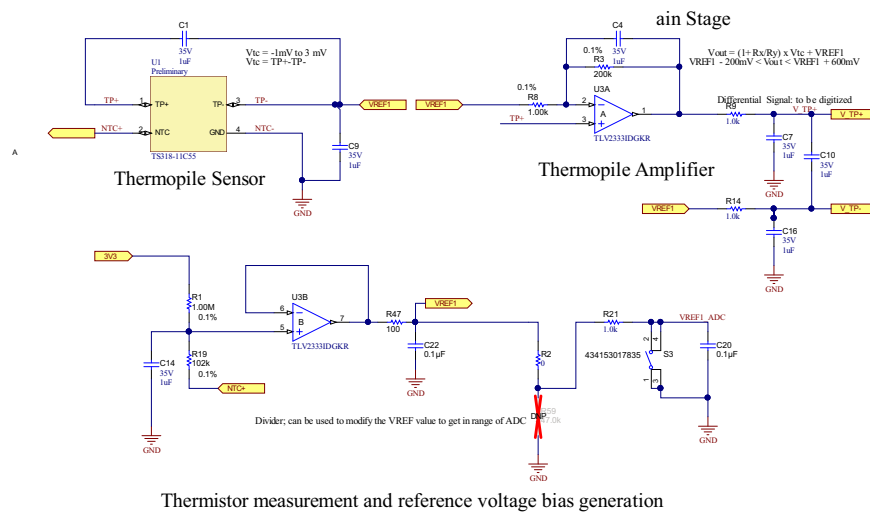 ain Stage
C1
35V
1uF
Vtc = -1mV to 3 mV
Vtc = TP+-TP-
U1
Preliminary
TP+
1
TP+
TP-
3
TP-
VREF1
NTC+
2
NTC
GND
4
NTC-
TS318-11C55
C9
35V
1uF
GND
A
Thermopile Sensor
C4
35V
1uF
0.1%
R3
200k
Vout = (1+Rx/Ry) x Vtc + VREF1
VREF1 - 200mV < Vout < VREF1 + 600mV
VREF1
0.1%
R8
1.00k
U3A
2
A
1
TP+
3
TLV2333IDGKR
Differential Signal: to be digitized
R9
1.0k
V_TP+
V_TP+
C7
35V
1uF
GND
C10
35V
1uF
Thermopile Amplifier
VREF1
R14
1.0k
V_TP-
C16
35V
1uF
GND
3V3
R1
1.00M
0.1%
U3B
6
B
7
5
TLV2333IDGKR
R47
100
VREF1
C22
0.1µF
GND
C14
35V
1uF
GND
R19
102k
0.1%
NTC+
R2
0
R21
1.0k
VREF1_ADC
2
4
434153017835
S3
1
3
C20
0.1µF
GND
Divider; can be used to modify the VREF value to get in range of ADC
DNP
GND
Thermistor measurement and reference voltage bias generation